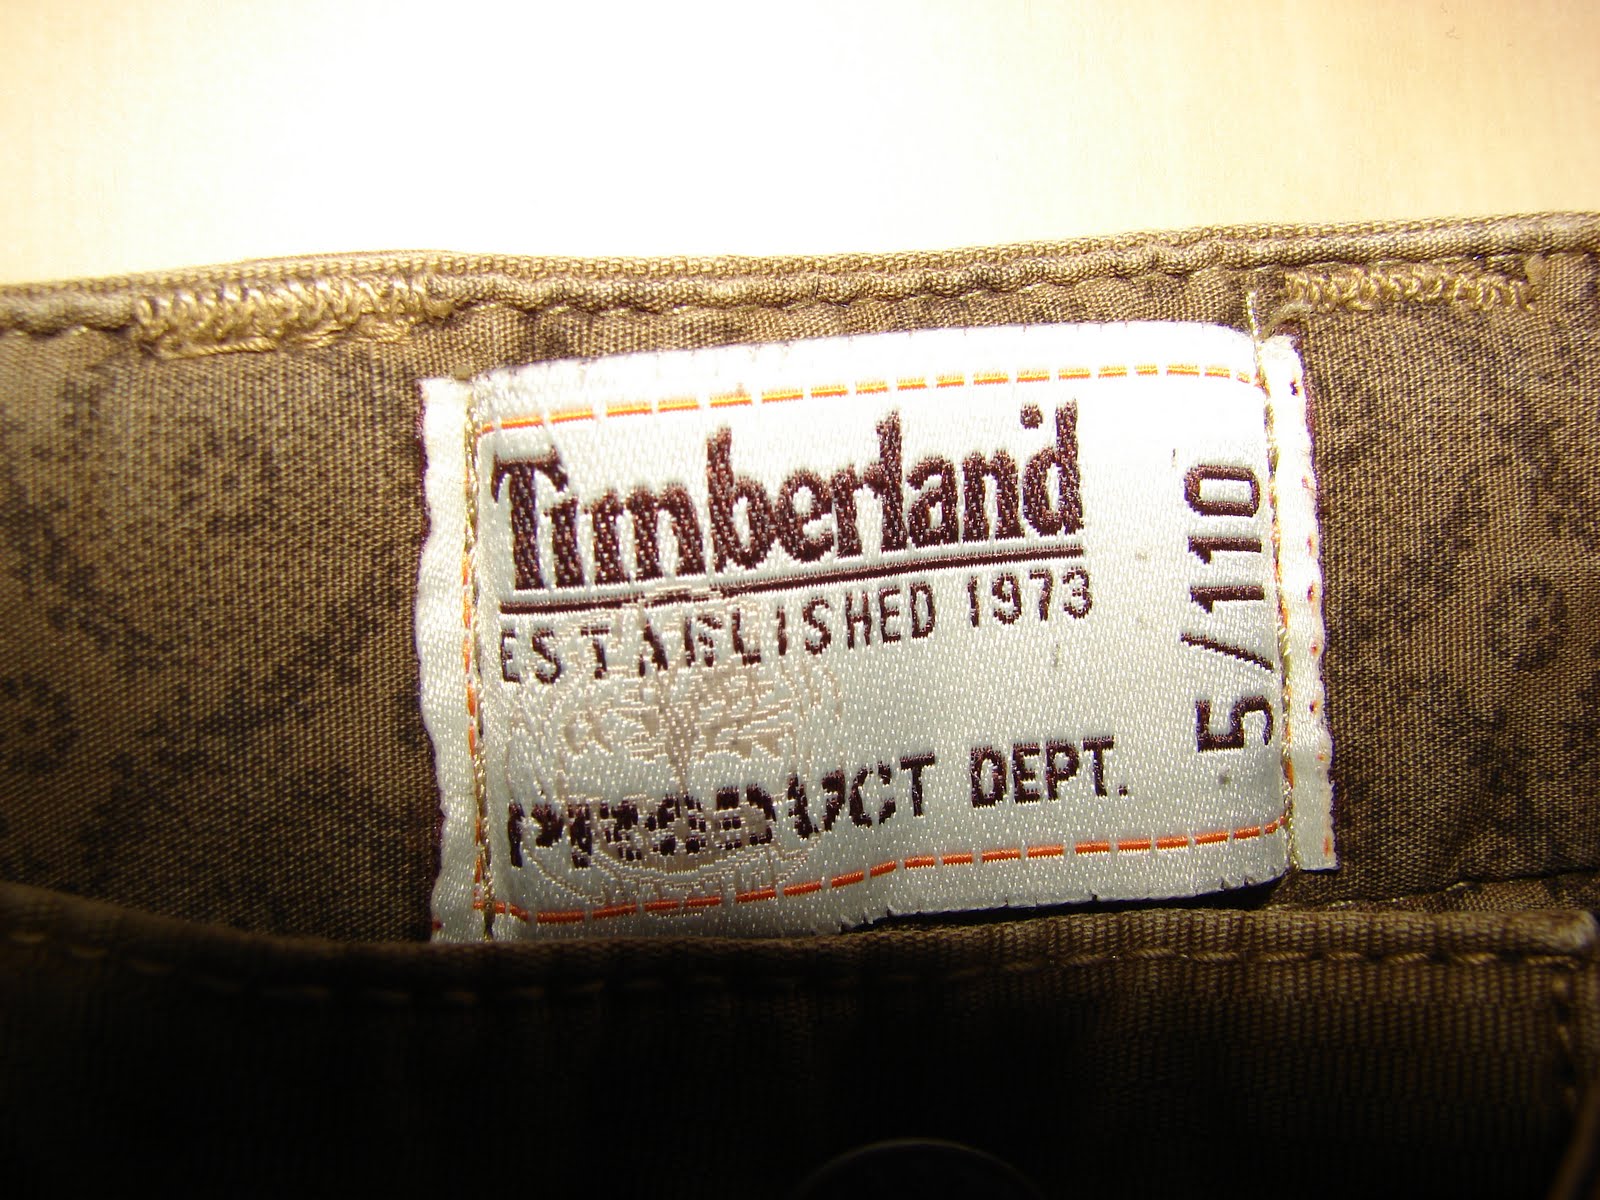 Timberland
ESTABLISHED 1973
PRODUCT DEPT.
5/110